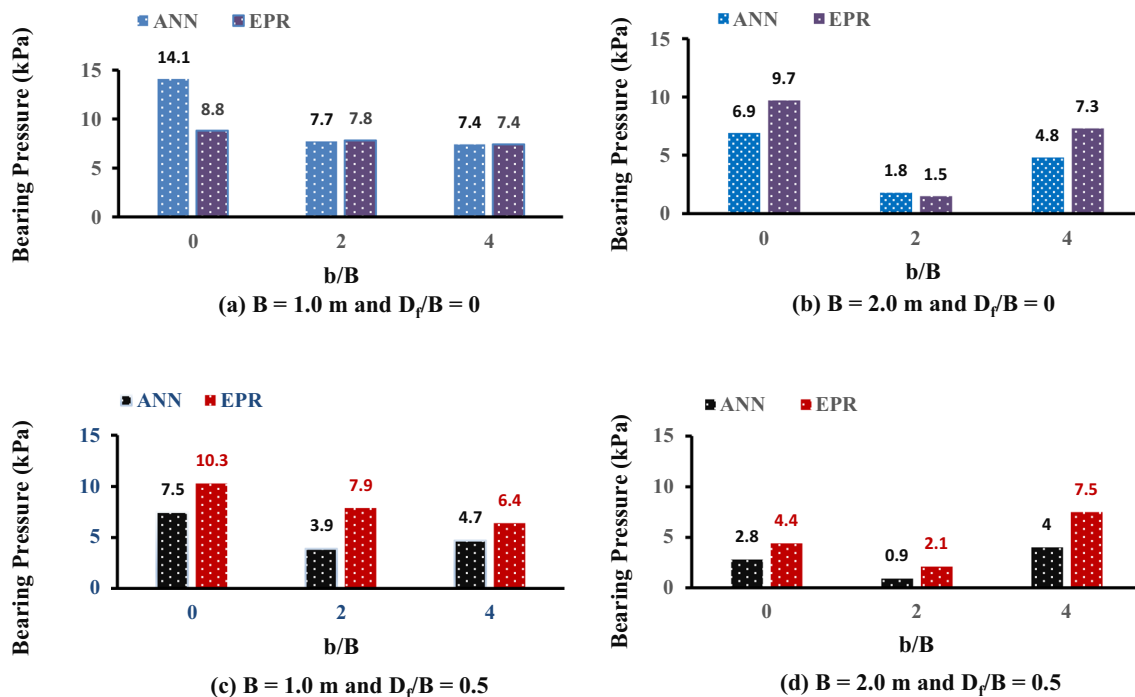 ANN EPR
Bearing Pressure (kPa)
15
10
5
0
14.1
8.8
7.7
7.8
7.4
7.4
0 2 4
b/B
(a) B = 1.0 m and Df/B = 0
ANN EPR
Bearing Pressure (kPa)
15
10
5
0
6.9
9.7
1.8
1.5
4.8
7.3
0 2 4
b/B
(b) B = 2.0 m and Df/B = 0
ANN EPR
Bearing Pressure (kPa)
15
10
5
0
7.5
10.3
3.9
7.9
4.7
6.4
0 2 4
b/B
(c) B = 1.0 m and Df/B = 0.5
ANN EPR
Bearing Pressure (kPa)
15
10
5
0
2.8
4.4
0.9
2.1
4
7.5
0 2 4
b/B
(d) B = 2.0 m and Df/B = 0.5